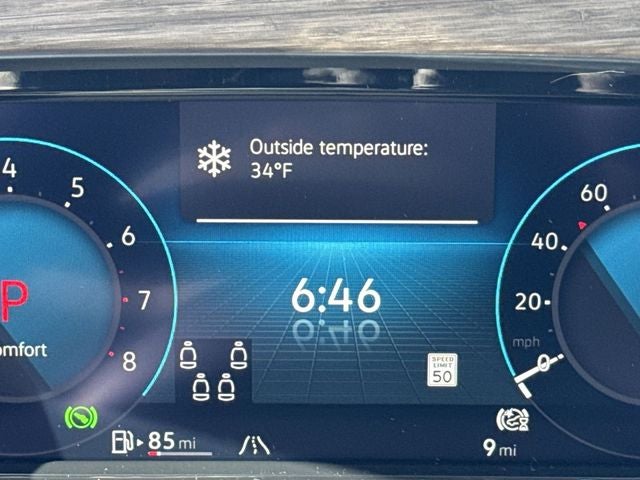 Outside temperature:
34°F
4
5
6
7
8
P
omfort
6:46
60
40
20
mph
0
SPEED
LIMIT
50
85 mi
9 mi